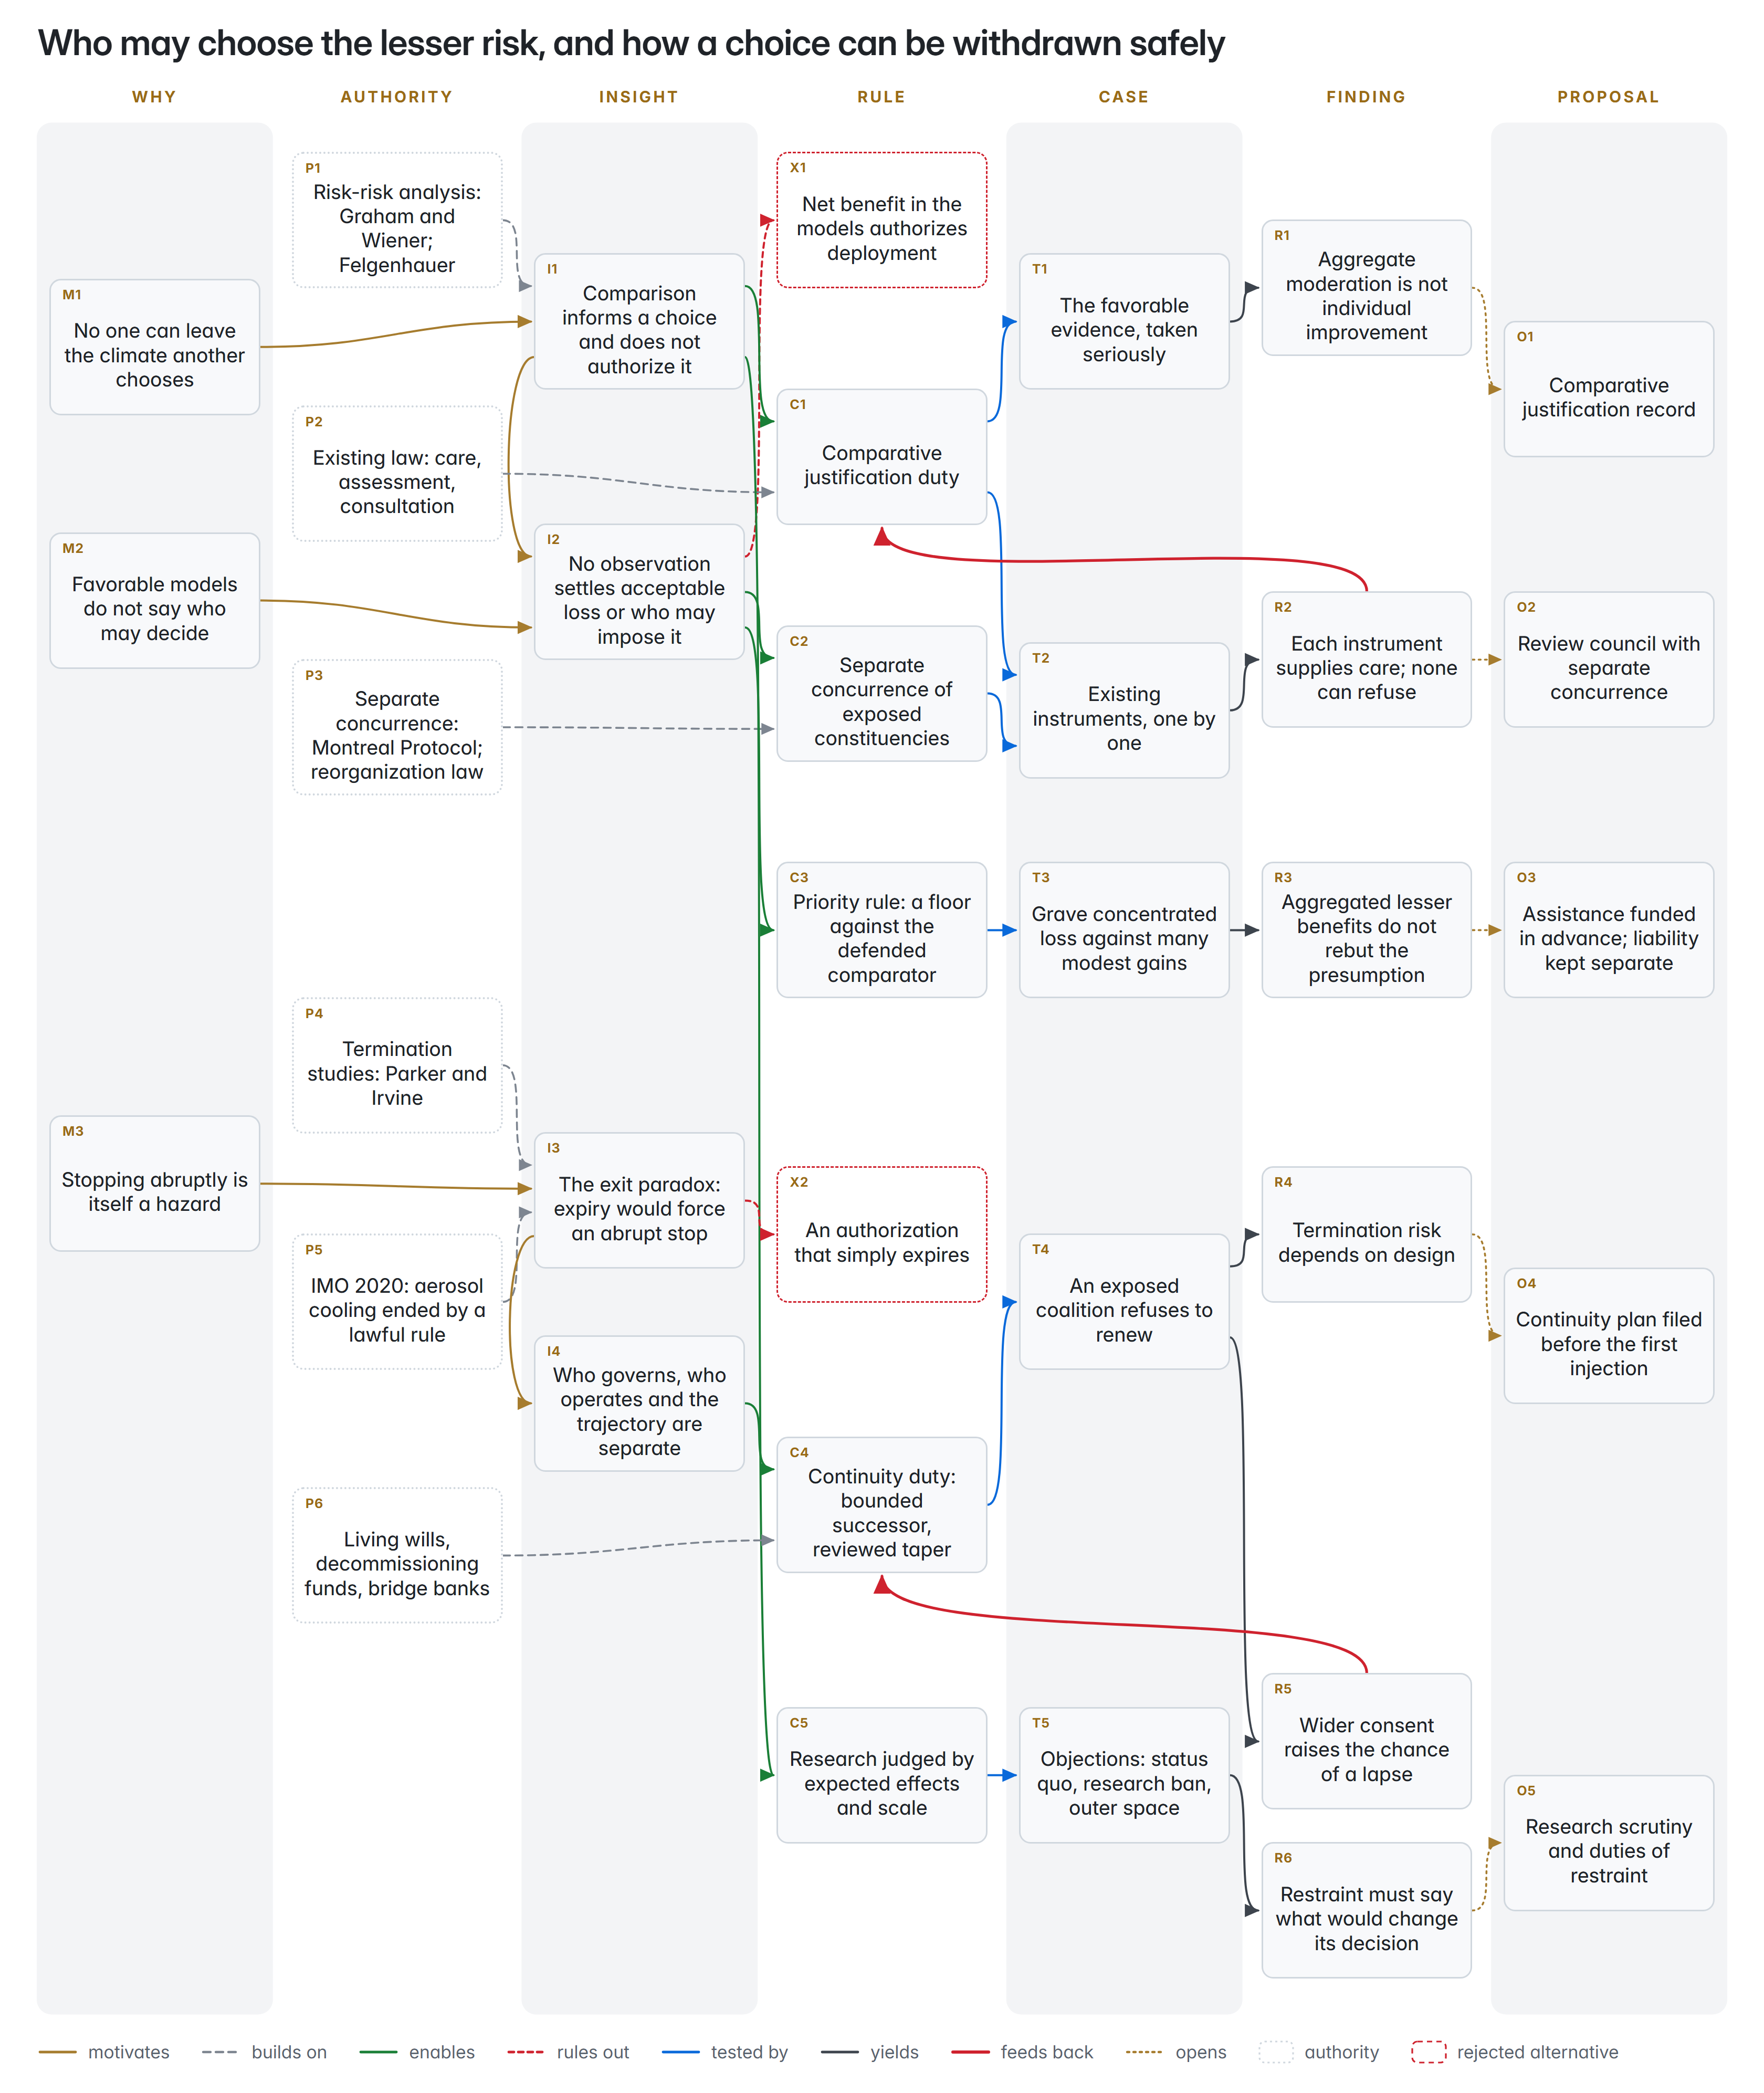 Who may choose the lesser risk, and how a choice can be withdrawn safely
WHY
AUTHORITY
INSIGHT
RULE
CASE
FINDING
PROPOSAL
M1
No one can leave
the climate another
chooses
M2
Favorable models
do not say who
may decide
M3
Stopping abruptly is
itself a hazard
P1
Risk-risk analysis:
Graham and
Wiener;
Felgenhauer
P2
Existing law: care,
assessment,
consultation
P3
Separate
concurrence:
Montreal Protocol;
reorganization law
P4
Termination
studies: Parker and
Irvine
P5
IMO 2020: aerosol
cooling ended by a
lawful rule
P6
Living wills,
decommissioning
funds, bridge banks
I1
Comparison
informs a choice
and does not
authorize it
I2
No observation
settles acceptable
loss or who may
impose it
I3
The exit paradox:
expiry would force
an abrupt stop
I4
Who governs, who
operates and the
trajectory are
separate
X1
Net benefit in the
models authorizes
deployment
C1
Comparative
justification duty
C2
Separate
concurrence of
exposed
constituencies
C3
Priority rule: a floor
against the
defended
comparator
X2
An authorization
that simply expires
C4
Continuity duty:
bounded
successor,
reviewed taper
C5
Research judged by
expected effects
and scale
T1
The favorable
evidence, taken
seriously
T2
Existing
instruments, one by
one
T3
Grave concentrated
loss against many
modest gains
T4
An exposed
coalition refuses to
renew
T5
Objections: status
quo, research ban,
outer space
R1
Aggregate
moderation is not
individual
improvement
R2
Each instrument
supplies care; none
can refuse
R3
Aggregated lesser
benefits do not
rebut the
presumption
R4
Termination risk
depends on design
R5
Wider consent
raises the chance
of a lapse
R6
Restraint must say
what would change
its decision
O1
Comparative
justification record
O2
Review council with
separate
concurrence
O3
Assistance funded
in advance; liability
kept separate
O4
Continuity plan filed
before the first
injection
O5
Research scrutiny
and duties of
restraint
motivates
builds on
enables
rules out
tested by
yields
feeds back
opens
authority
rejected alternative